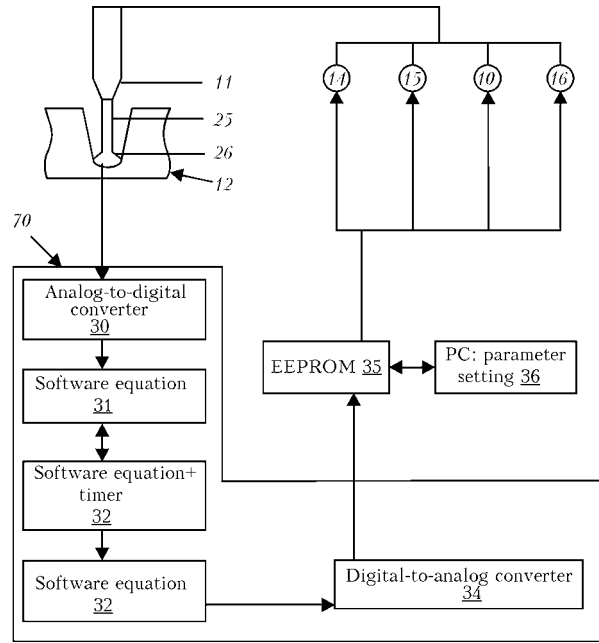 14 15 10 16
11
25
26
12
70
Analog-to-digital
converter
30
Software equation
31
EEPROM 35
PC: parameter
setting 36
Software equation+
timer
32
Software equation
32
Digital-to-analog converter
34